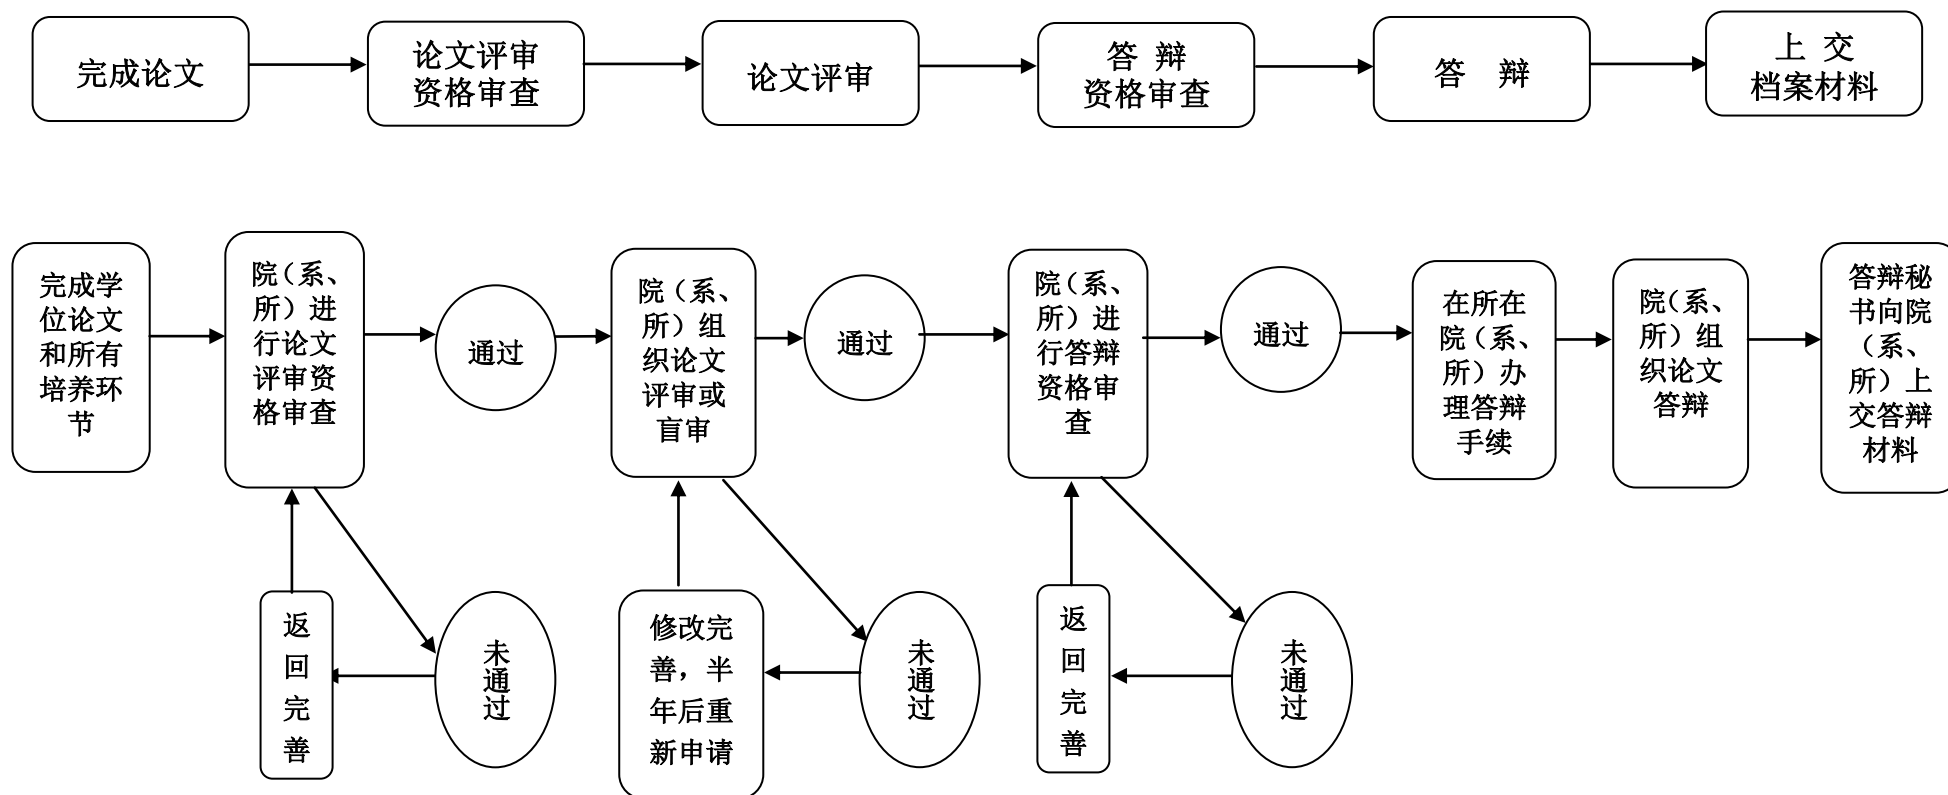 完成论文
论文评审
资格审查
论文评审
答 辩
资格审查
答 辩
上 交
档案材料
完成学
位论文
和所有
培养环
节
院（系、
所）进
行论文
评审资
格审查
通过
院（系、
所）组
织论文
评审或
盲审
通过
院（系、
所）进
行答辩
资格审
查
通过
在所在
院（系、
所）办
理答辩
手续
院（系、
所）组
织论文
答辩
答辩秘
书向院
（系、
所）上
交答辩
材料
返
回
完
善
未
通
过
修改完
善，半
年后重
新申请
未
通
过
返
回
完
善
未
通
过